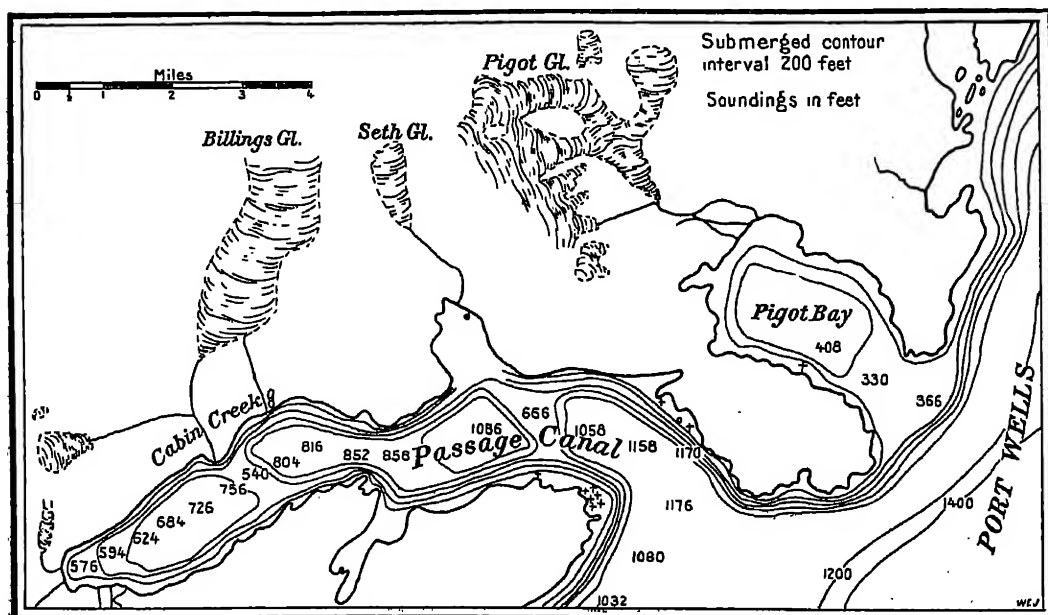 Submerged contour
interval 200 feet
Soundings in feet
Miles
0 1 2 3 4
Pigot Gl.
Billings Gl.
Seth Gl.
Pigot Bay
408
330
366
Cabin Creek
666
1086
1058
Passage Canal
1158
1170
816
852
858
804
540
756
726
684
624
594
576
1176
1400
PORT WELLS
1080
1200
1032
WEJ